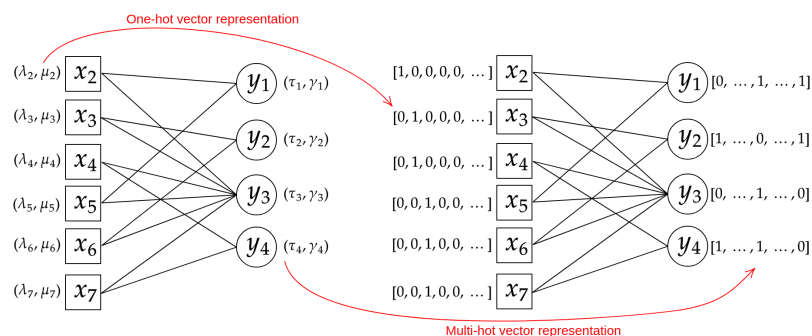 One-hot vector representation
(λ₂, μ₂) x₂ y₁ (τ₁, γ₁) [1, 0, 0, 0, 0, … ] x₂ y₁ [0, … , 1, … , 1]
(λ₃, μ₃) x₃ y₂ (τ₂, γ₂) [0, 1, 0, 0, 0, … ] x₃ y₂ [1, … , 0, … , 1]
(λ₄, μ₄) x₄ [0, 1, 0, 0, 0, … ] x₄
(λ₅, μ₅) x₅ y₃ (τ₃, γ₃) [0, 0, 1, 0, 0, … ] x₅ y₃ [0, … , 1, … , 0]
(λ₆, μ₆) x₆ y₄ (τ₄, γ₄) [0, 0, 1, 0, 0, … ] x₆ y₄ [1, … , 1, … , 0]
(λ₇, μ₇) x₇ [0, 0, 1, 0, 0, … ] x₇
Multi-hot vector representation